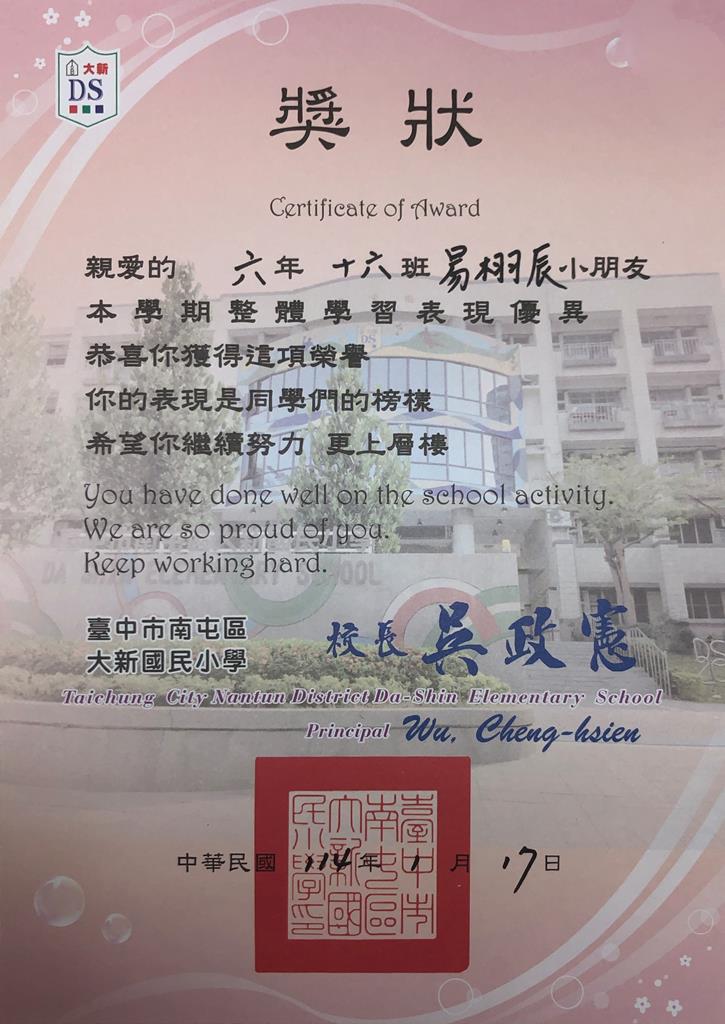 大新
DS
獎狀
Certificate of Award
親愛的 六年 十六班 易栩辰小朋友
本學期整體學習表現優異
恭喜你獲得這項榮譽
你的表現是同學們的榜樣
希望你繼續努力 更上層樓
You have done well on the school activity.
We are so proud of you.
Keep working hard.
臺中市南屯區
大新國民小學
校長 吳政憲
Taichung City Nantun District Da-Shin Elementary School
Principal Wu, Cheng-hsien
臺中市南屯區大新國民小學印
中華民國 114年 1月 17日